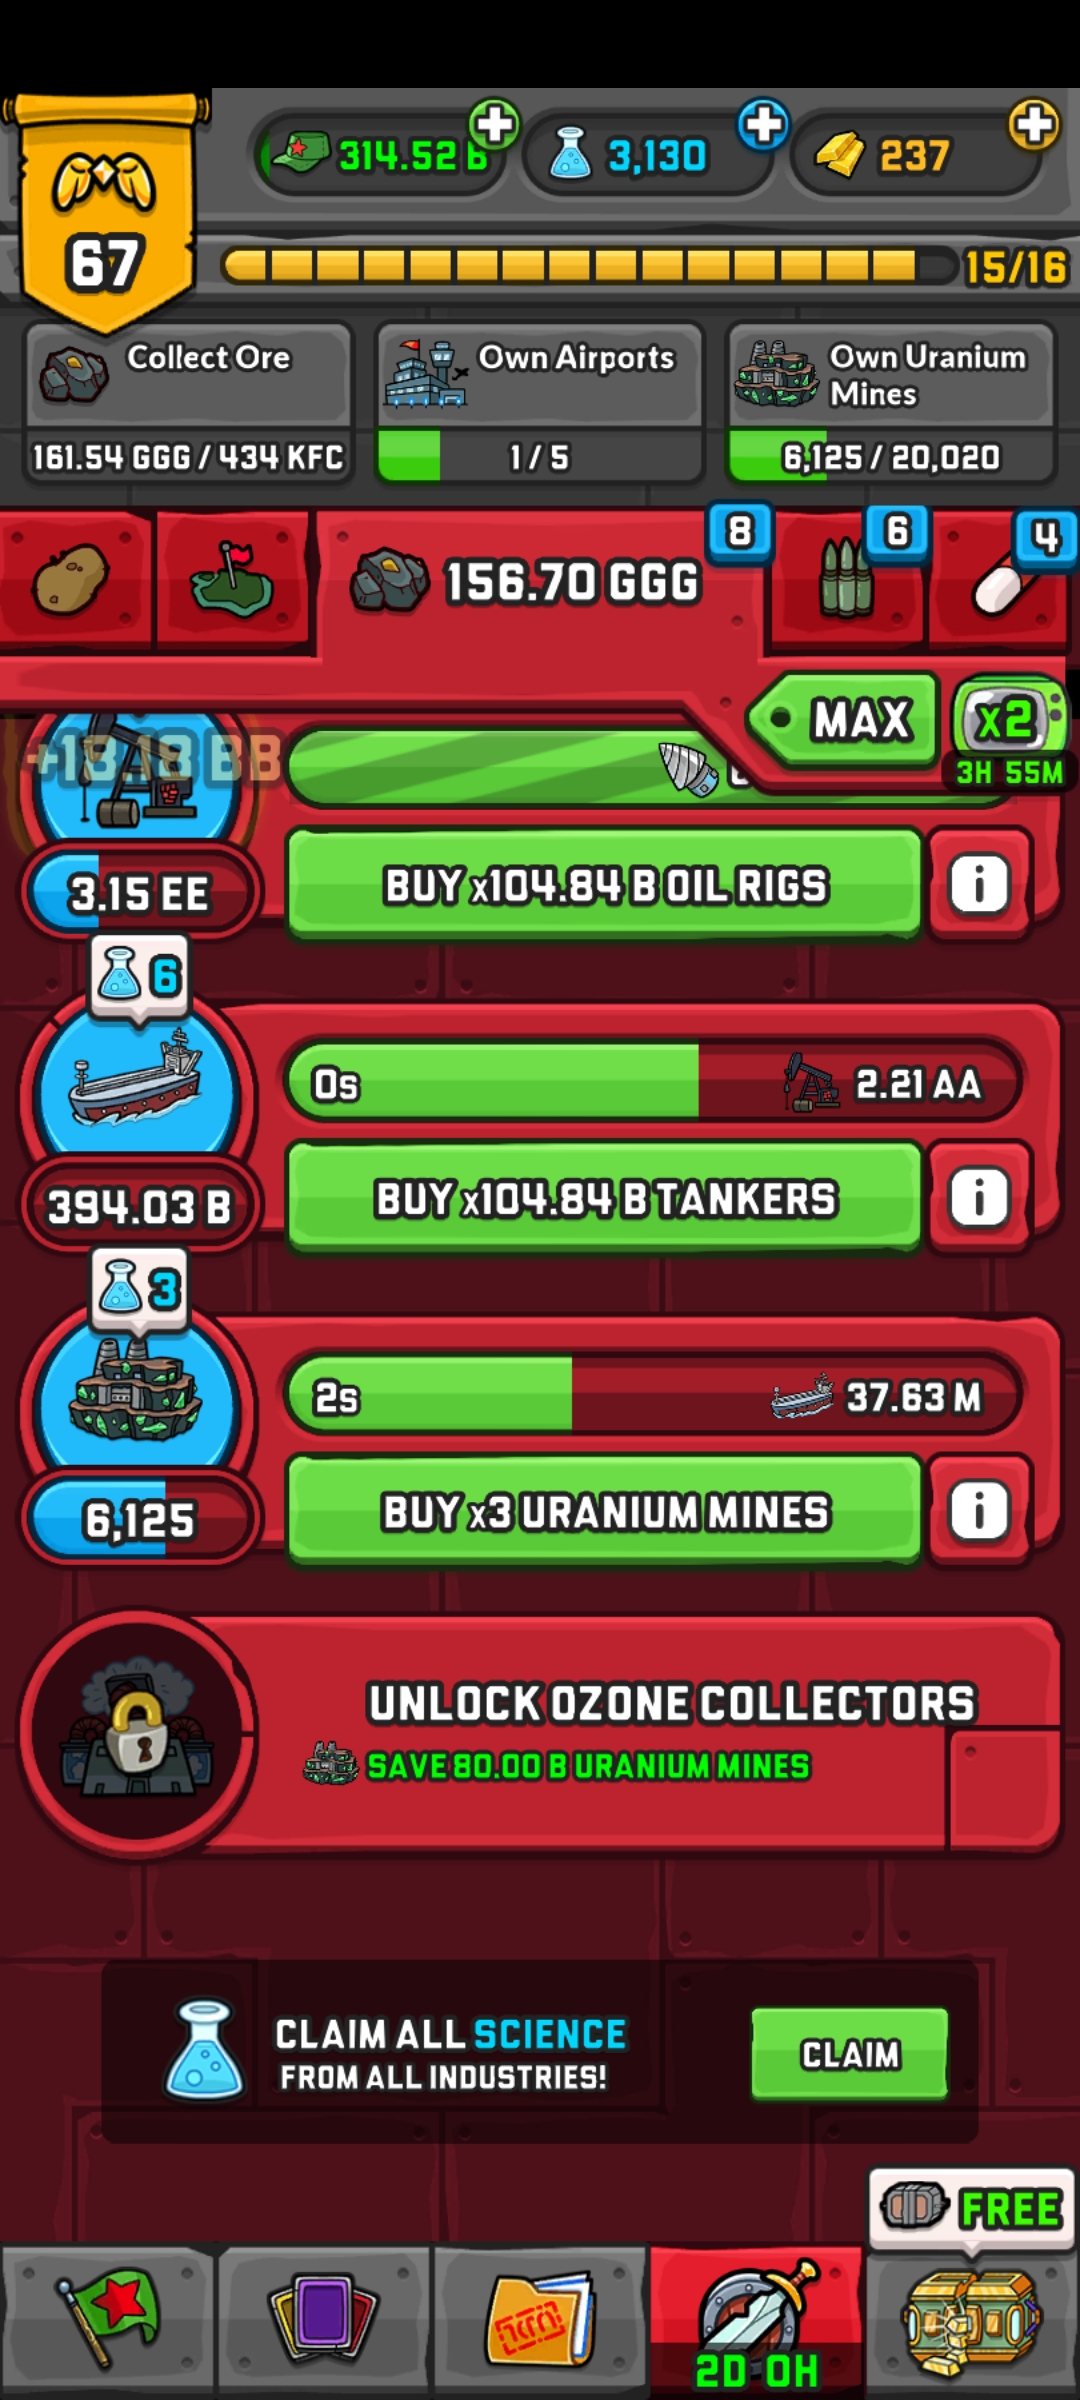 314.52 B
3,130
237
67
15/16
Collect Ore
161.54 GGG / 434 KFC
Own Airports
1 / 5
Own Uranium
Mines
6,125 / 20,020
156.70 GGG
8
6
4
MAX
x2
3H 55M
+13.18 BB
3.15 EE
BUY x104.84 B OIL RIGS
i
6
0s
2.21 AA
394.03 B
BUY x104.84 B TANKERS
i
3
2s
37.63 M
6,125
BUY x3 URANIUM MINES
i
UNLOCK OZONE COLLECTORS
SAVE 80.00 B URANIUM MINES
CLAIM ALL SCIENCE
FROM ALL INDUSTRIES!
CLAIM
FREE
2D 0H